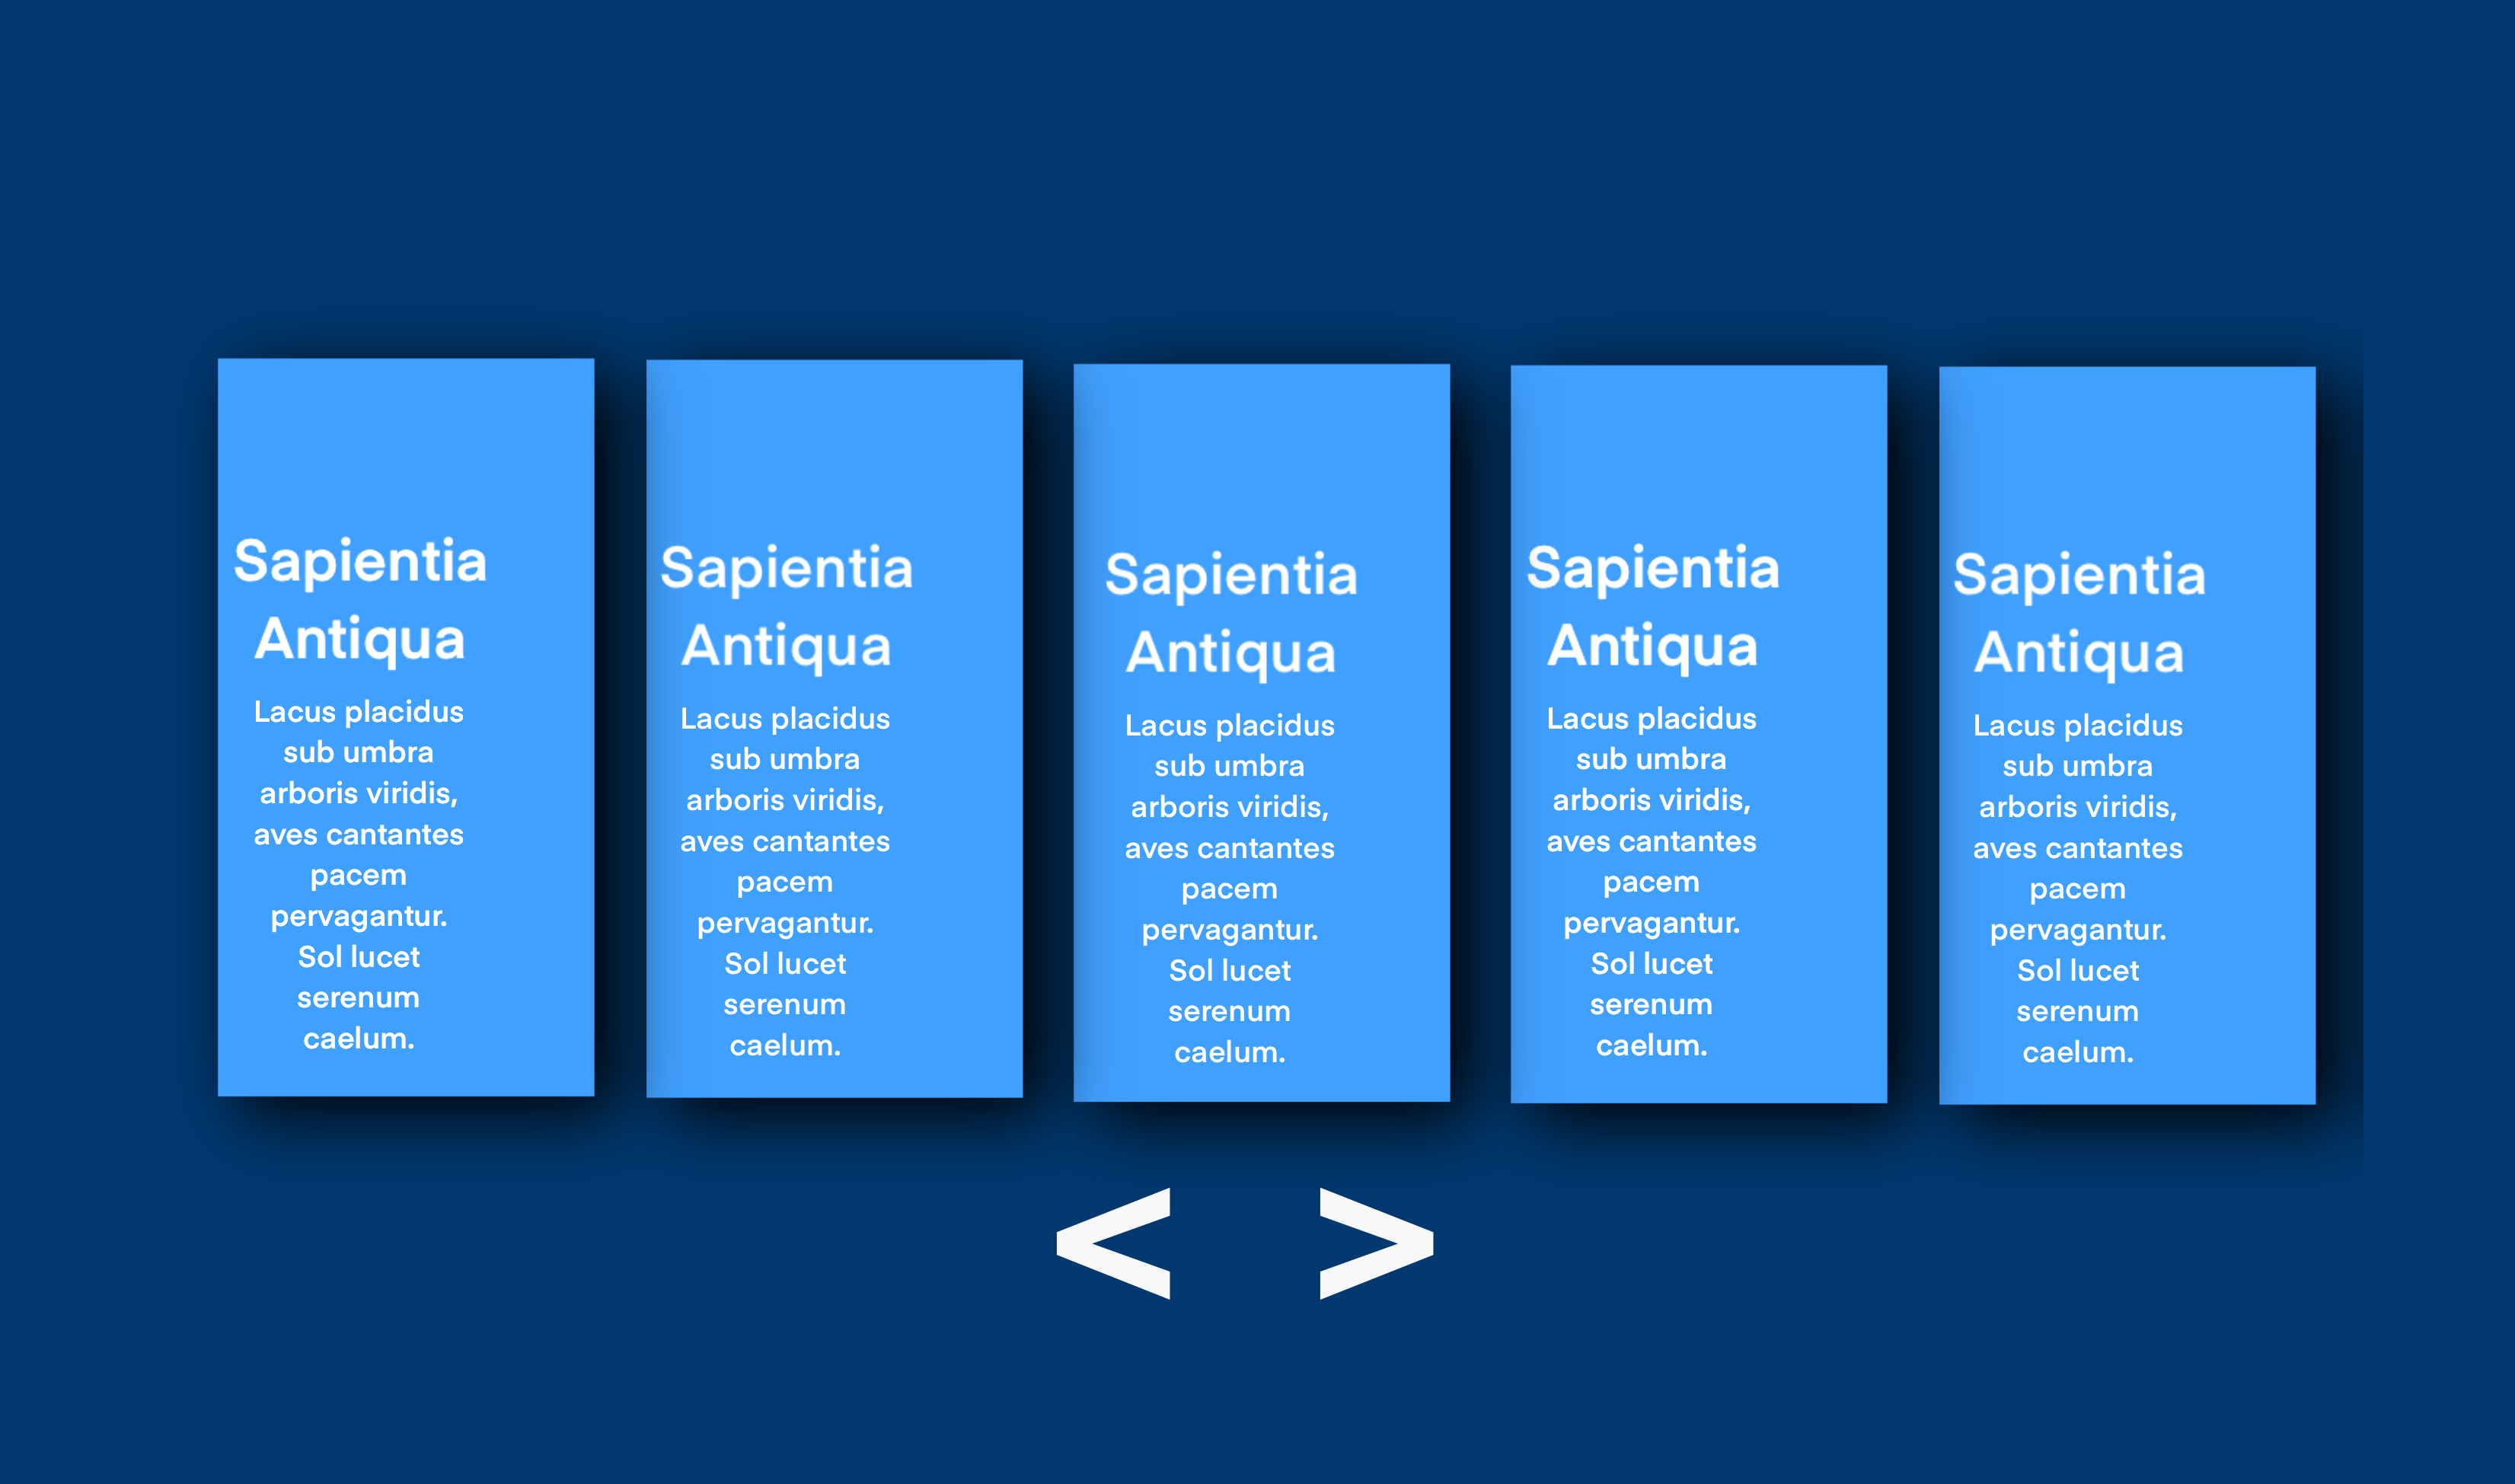 Sapientia
Antiqua
Lacus placidus
sub umbra
arboris viridis,
aves cantantes
pacem
pervagantur.
Sol lucet
serenum
caelum.
Sapientia
Antiqua
Lacus placidus
sub umbra
arboris viridis,
aves cantantes
pacem
pervagantur.
Sol lucet
serenum
caelum.
Sapientia
Antiqua
Lacus placidus
sub umbra
arboris viridis,
aves cantantes
pacem
pervagantur.
Sol lucet
serenum
caelum.
Sapientia
Antiqua
Lacus placidus
sub umbra
arboris viridis,
aves cantantes
pacem
pervagantur.
Sol lucet
serenum
caelum.
Sapientia
Antiqua
Lacus placidus
sub umbra
arboris viridis,
aves cantantes
pacem
pervagantur.
Sol lucet
serenum
caelum.
< >